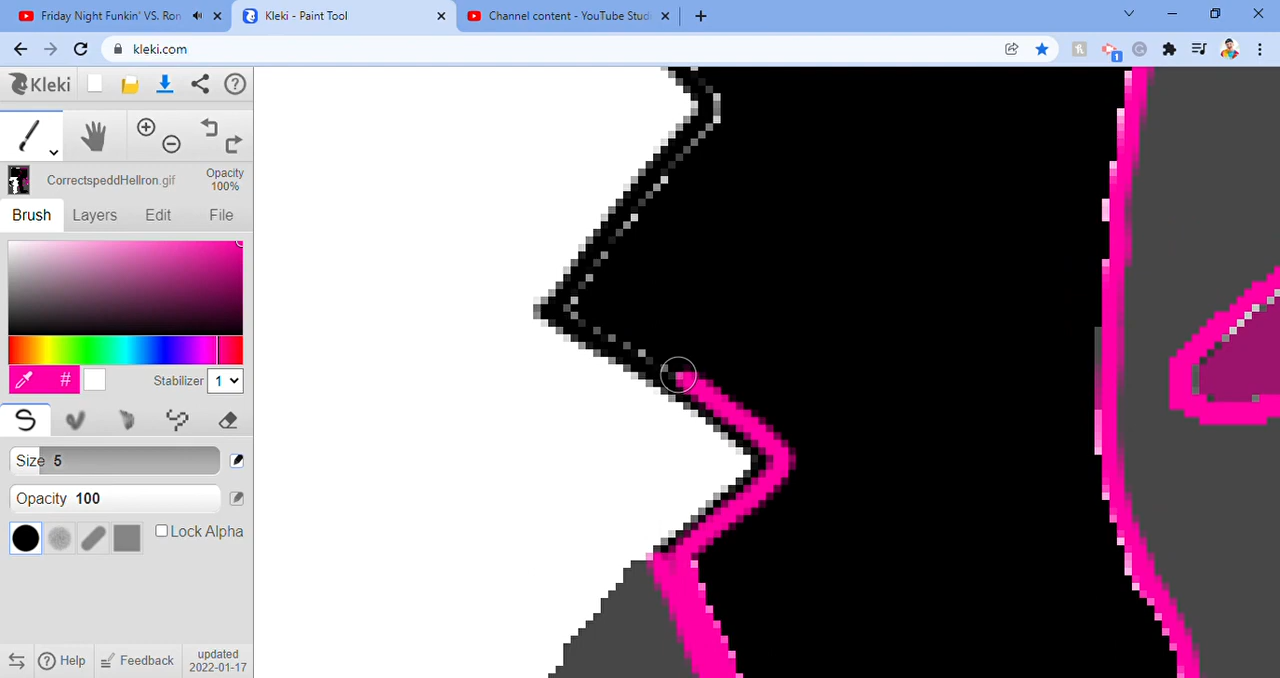 Friday Night Funkin' VS. Ron
Kleki - Paint Tool
Channel content - YouTube Studi
kleki.com
1
Kleki
CorrectspeddHellron.gif
Opacity
100%
Brush Layers Edit File
# Stabilizer 1
Size 5
Opacity 100
Lock Alpha
Help Feedback updated
2022-01-17